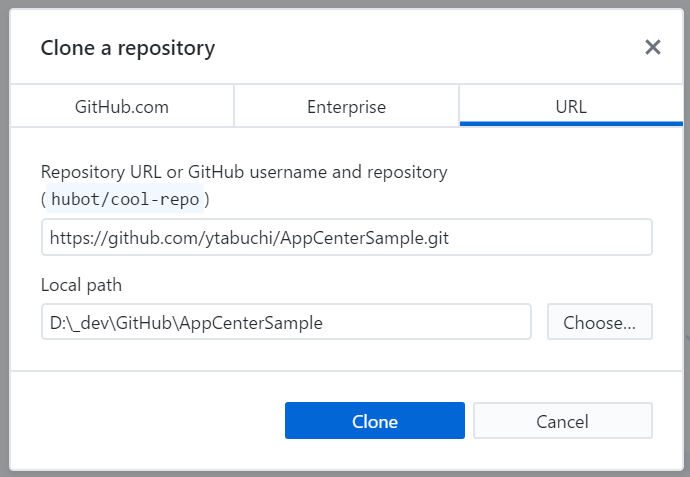 Clone a repository
GitHub.com
Enterprise
URL
Repository URL or GitHub username and repository
(hubot/cool-repo)
https://github.com/ytabuchi/AppCenterSample.git
Local path
D:\_dev\GitHub\AppCenterSample
Choose...
Clone
Cancel